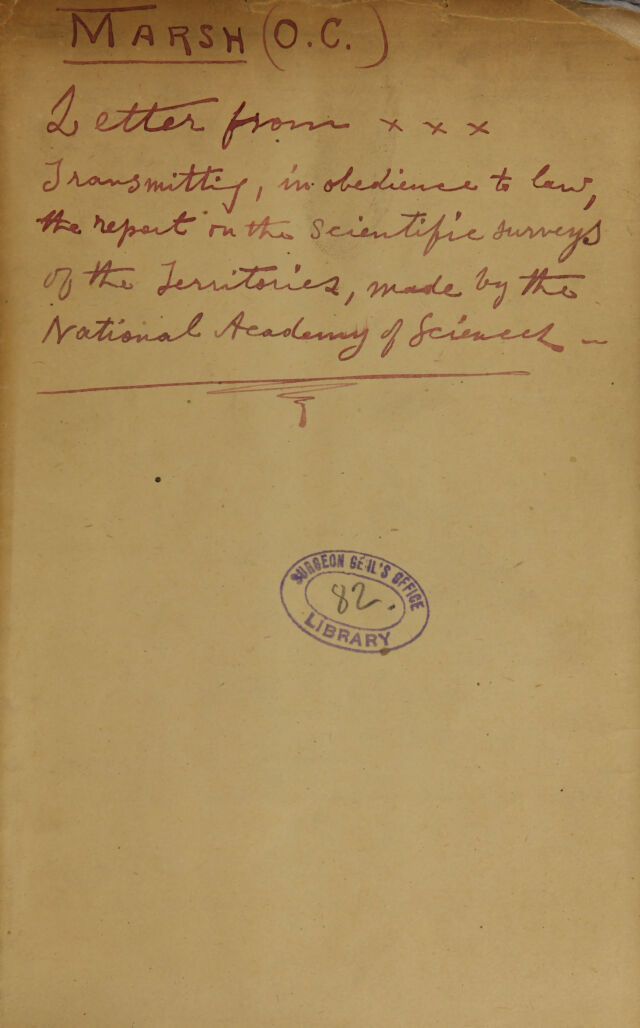 MARSH (O.C.)
Letter from × × ×
Transmitting, in obedience to law,
the report on the scientific surveys
of the Territories, made by the
National Academy of Sciences –
SURGEON GE'L'S OFFICE
82.
LIBRARY